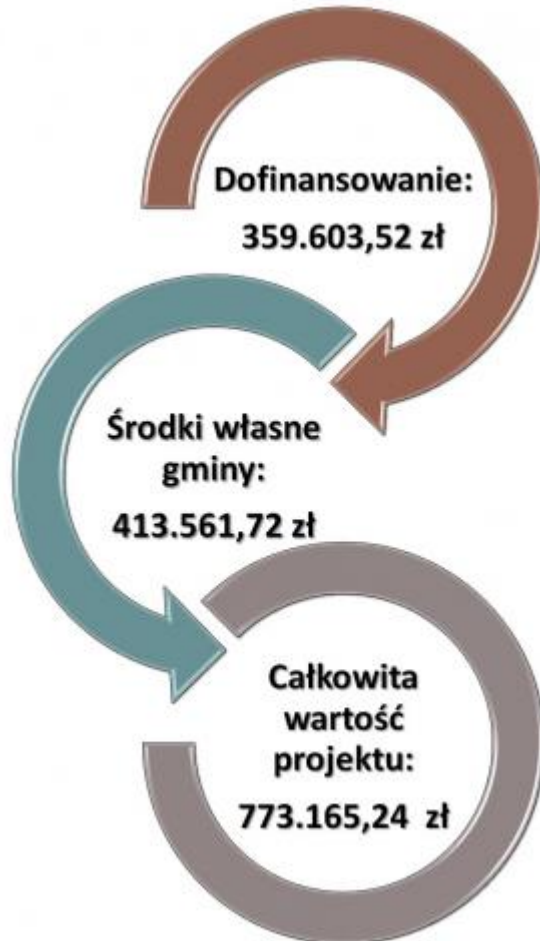 Dofinansowanie:
359.603,52 zł
Środki własne
gminy:
413.561,72 zł
Całkowita
wartość
projektu:
773.165,24 zł